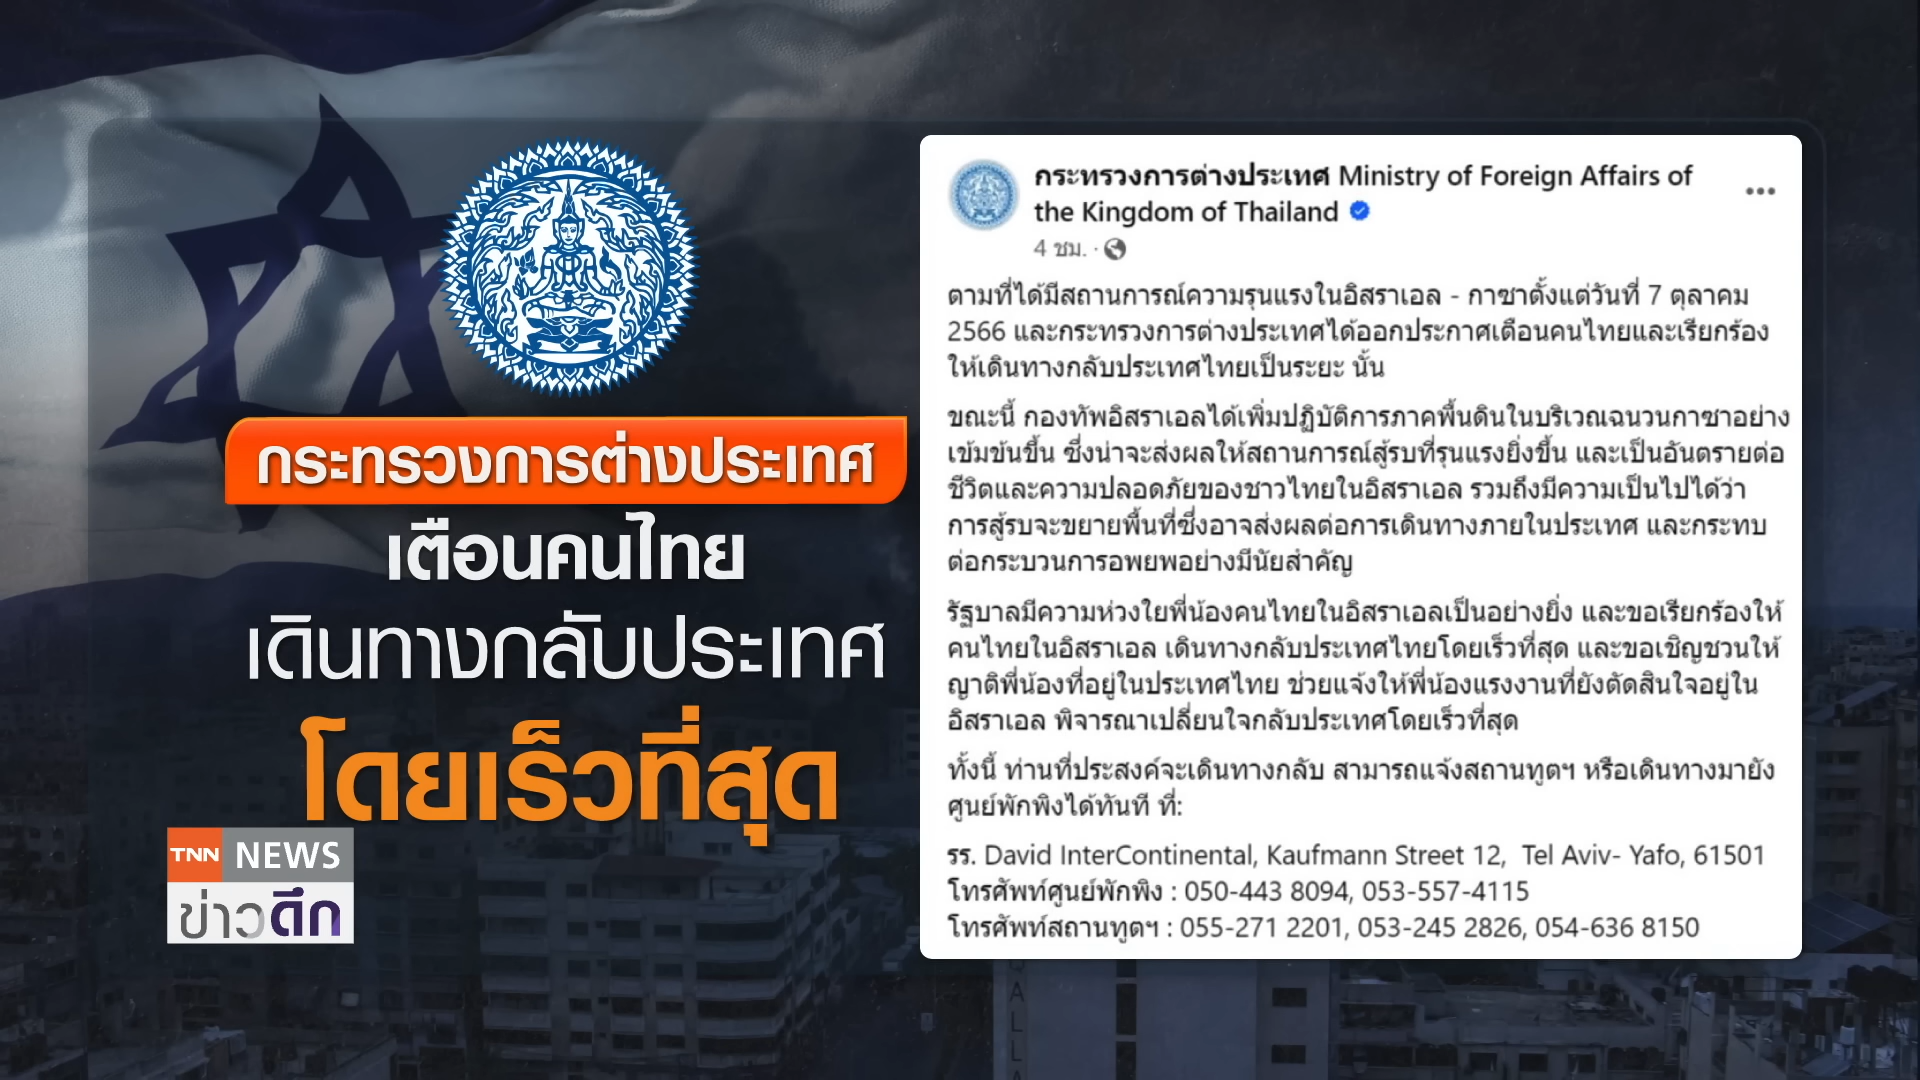 กระทรวงการต่างประเทศ
เตือนคนไทย
เดินทางกลับประเทศ
โดยเร็วที่สุด
TNN NEWS
ข่าวดึก
กระทรวงการต่างประเทศ Ministry of Foreign Affairs of
the Kingdom of Thailand
4 ชม. ·
ตามที่ได้มีสถานการณ์ความรุนแรงในอิสราเอล - กาซาตั้งแต่วันที่ 7 ตุลาคม
2566 และกระทรวงการต่างประเทศได้ออกประกาศเตือนคนไทยและเรียกร้อง
ให้เดินทางกลับประเทศไทยเป็นระยะ นั้น
ขณะนี้ กองทัพอิสราเอลได้เพิ่มปฏิบัติการภาคพื้นดินในบริเวณฉนวนกาซาอย่าง
เข้มข้นขึ้น ซึ่งน่าจะส่งผลให้สถานการณ์สู้รบที่รุนแรงยิ่งขึ้น และเป็นอันตรายต่อ
ชีวิตและความปลอดภัยของชาวไทยในอิสราเอล รวมถึงมีความเป็นไปได้ว่า
การสู้รบจะขยายพื้นที่ซึ่งอาจส่งผลต่อการเดินทางภายในประเทศ และกระทบ
ต่อกระบวนการอพยพอย่างมีนัยสำคัญ
รัฐบาลมีความห่วงใยพี่น้องคนไทยในอิสราเอลเป็นอย่างยิ่ง และขอเรียกร้องให้
คนไทยในอิสราเอล เดินทางกลับประเทศไทยโดยเร็วที่สุด และขอเชิญชวนให้
ญาติพี่น้องที่อยู่ในประเทศไทย ช่วยแจ้งให้พี่น้องแรงงานที่ยังตัดสินใจอยู่ใน
อิสราเอล พิจารณาเปลี่ยนใจกลับประเทศโดยเร็วที่สุด
ทั้งนี้ ท่านที่ประสงค์จะเดินทางกลับ สามารถแจ้งสถานทูตฯ หรือเดินทางมายัง
ศูนย์พักพิงได้ทันที ที่:
รร. David InterContinental, Kaufmann Street 12, Tel Aviv- Yafo, 61501
โทรศัพท์ศูนย์พักพิง : 050-443 8094, 053-557-4115
โทรศัพท์สถานทูตฯ : 055-271 2201, 053-245 2826, 054-636 8150